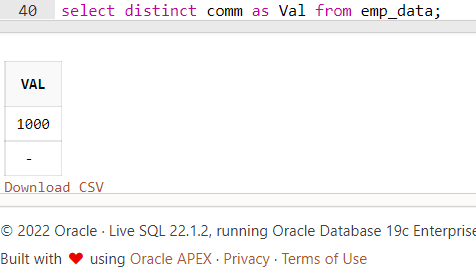 40 select distinct comm as Val from emp_data;
VAL
1000
-
Download CSV
© 2022 Oracle · Live SQL 22.1.2, running Oracle Database 19c Enterprise
Built with ❤ using Oracle APEX · Privacy · Terms of Use